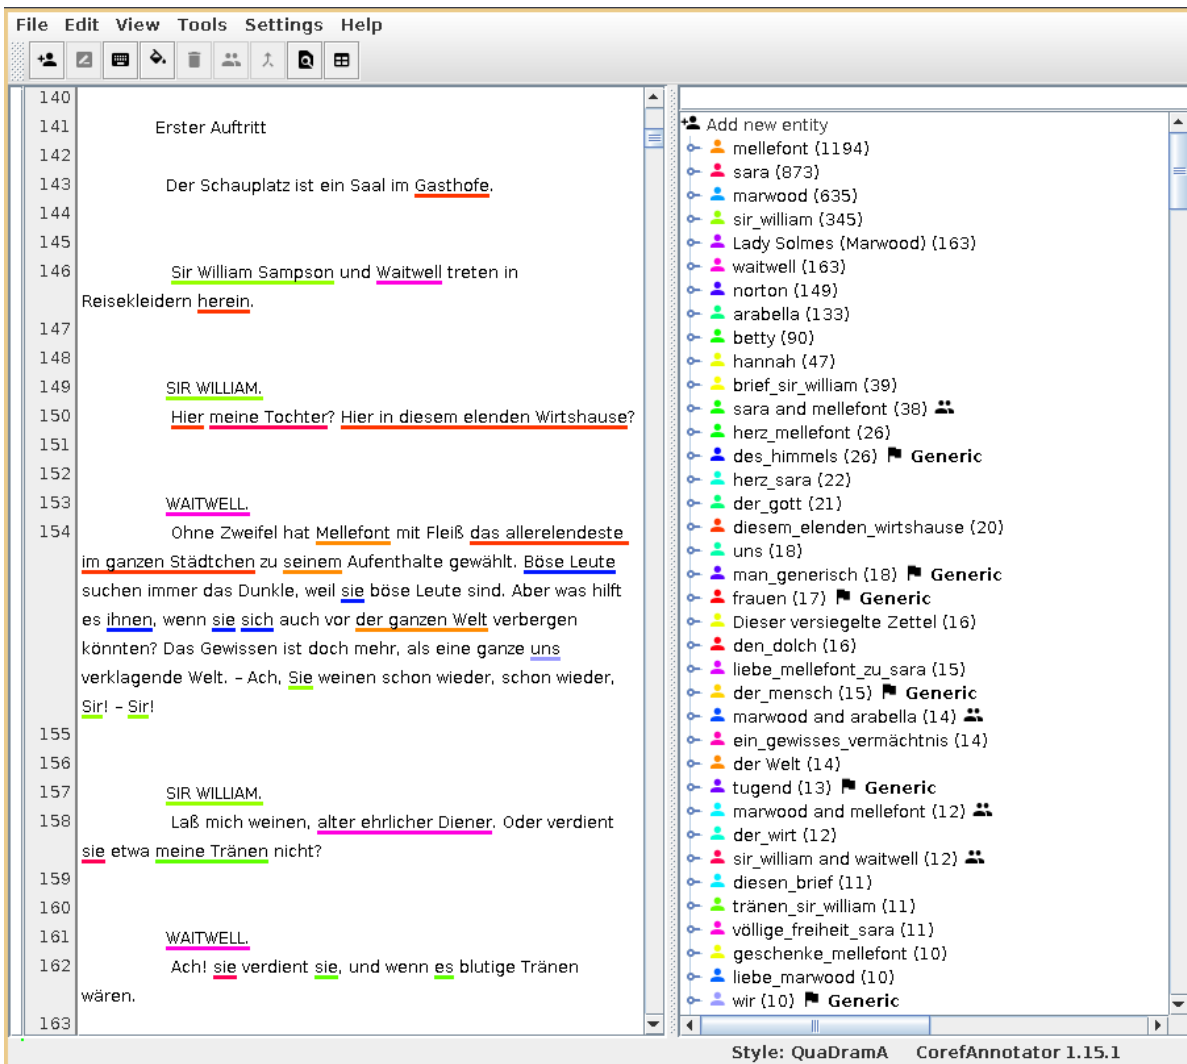 File Edit View Tools Settings Help
140
141 Erster Auftritt
142
143 Der Schauplatz ist ein Saal im Gasthofe.
144
145
146 Sir William Sampson und Waitwell treten in
Reisekleidern herein.
147
148
149 SIR WILLIAM.
150 Hier meine Tochter? Hier in diesem elenden Wirtshause?
151
152
153 WAITWELL.
154 Ohne Zweifel hat Mellefont mit Fleiß das allerelendeste
im ganzen Städtchen zu seinem Aufenthalte gewählt. Böse Leute
suchen immer das Dunkle, weil sie böse Leute sind. Aber was hilft
es ihnen, wenn sie sich auch vor der ganzen Welt verbergen
könnten? Das Gewissen ist doch mehr, als eine ganze uns
verklagende Welt. – Ach, Sie weinen schon wieder, schon wieder,
Sir! – Sir!
155
156
157 SIR WILLIAM.
158 Laß mich weinen, alter ehrlicher Diener. Oder verdient
sie etwa meine Tränen nicht?
159
160
161 WAITWELL.
162 Ach! sie verdient sie, und wenn es blutige Tränen
wären.
163
Add new entity
mellefont (1194)
sara (873)
marwood (635)
sir_william (345)
Lady Solmes (Marwood) (163)
waitwell (163)
norton (149)
arabella (133)
betty (90)
hannah (47)
brief_sir_william (39)
sara and mellefont (38)
herz_mellefont (26)
des_himmels (26) Generic
herz_sara (22)
der_gott (21)
diesem_elenden_wirtshause (20)
uns (18)
man_generisch (18) Generic
frauen (17) Generic
Dieser versiegelte Zettel (16)
den_dolch (16)
liebe_mellefont_zu_sara (15)
der_mensch (15) Generic
marwood and arabella (14)
ein_gewisses_vermächtnis (14)
der Welt (14)
tugend (13) Generic
marwood and mellefont (12)
der_wirt (12)
sir_william and waitwell (12)
diesen_brief (11)
tränen_sir_william (11)
völlige_freiheit_sara (11)
geschenke_mellefont (10)
liebe_marwood (10)
wir (10) Generic
Style: QuaDramA CorefAnnotator 1.15.1